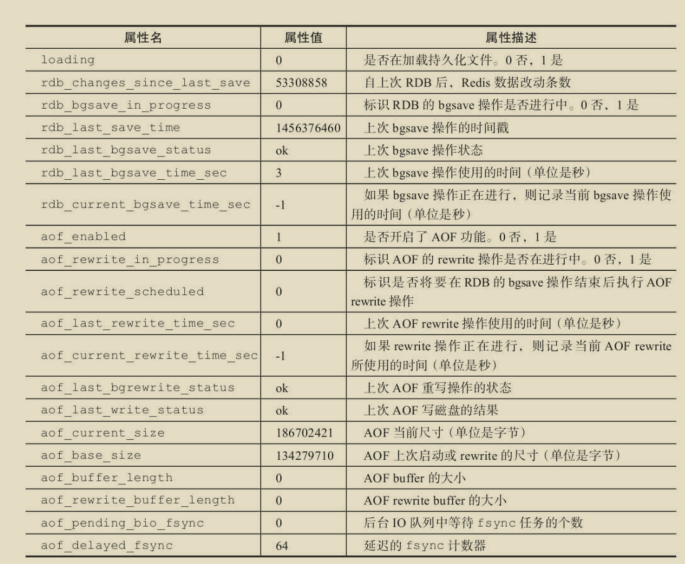 属性名 属性值 属性描述
loading 0 是否在加载持久化文件。0 否，1 是
rdb_changes_since_last_save 53308858 自上次 RDB 后，Redis 数据改动条数
rdb_bgsave_in_progress 0 标识 RDB 的 bgsave 操作是否进行中。0 否，1 是
rdb_last_save_time 1456376460 上次 bgsave 操作的时间戳
rdb_last_bgsave_status ok 上次 bgsave 操作状态
rdb_last_bgsave_time_sec 3 上次 bgsave 操作使用的时间（单位是秒）
rdb_current_bgsave_time_sec -1 如果 bgsave 操作正在进行，则记录当前 bgsave 操作使
用的时间（单位是秒）
aof_enabled 1 是否开启了 AOF 功能。0 否，1 是
aof_rewrite_in_progress 0 标识 AOF 的 rewrite 操作是否在进行中。0 否，1 是
aof_rewrite_scheduled 0 标识是否将要在 RDB 的 bgsave 操作结束后执行 AOF
rewrite 操作
aof_last_rewrite_time_sec 0 上次 AOF rewrite 操作使用的时间（单位是秒）
aof_current_rewrite_time_sec -1 如果 rewrite 操作正在进行，则记录当前 AOF rewrite
所使用的时间（单位是秒）
aof_last_bgrewrite_status ok 上次 AOF 重写操作的状态
aof_last_write_status ok 上次 AOF 写磁盘的结果
aof_current_size 186702421 AOF 当前尺寸（单位是字节）
aof_base_size 134279710 AOF 上次启动或 rewrite 的尺寸（单位是字节）
aof_buffer_length 0 AOF buffer 的大小
aof_rewrite_buffer_length 0 AOF rewrite buffer 的大小
aof_pending_bio_fsync 0 后台 IO 队列中等待 fsync 任务的个数
aof_delayed_fsync 64 延迟的 fsync 计数器